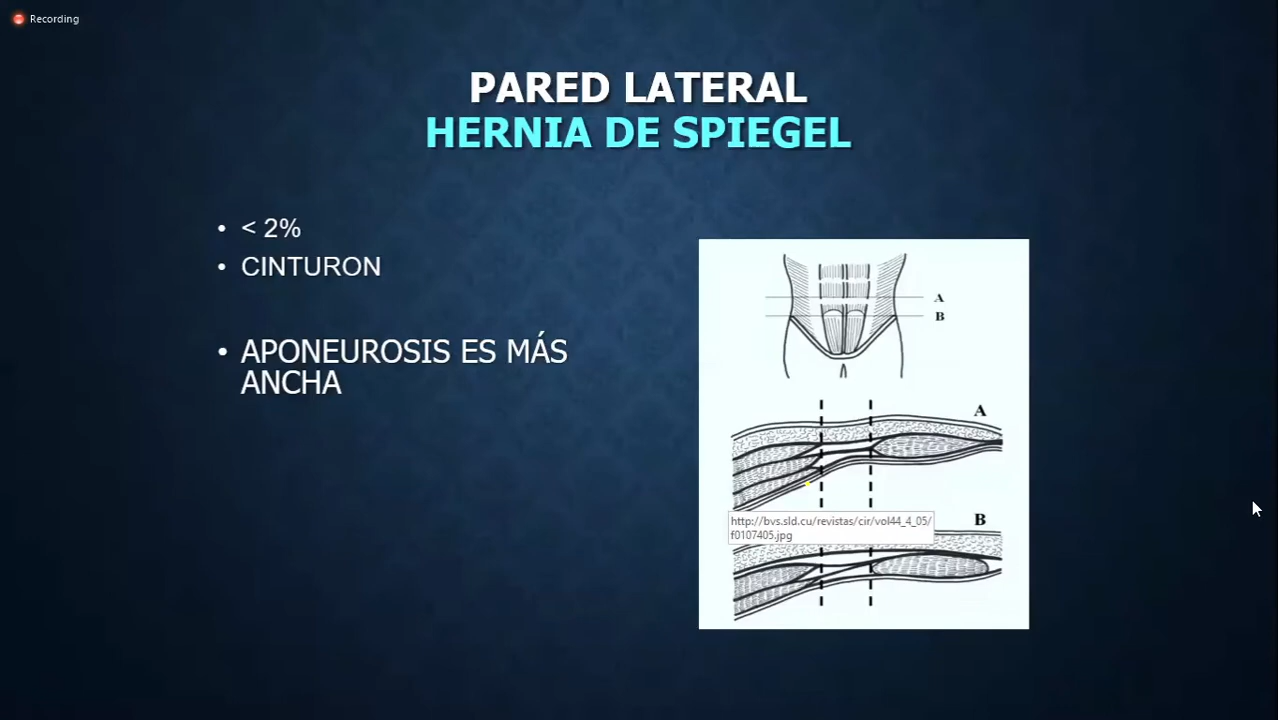 Recording
PARED LATERAL
HERNIA DE SPIEGEL
• < 2%
• CINTURON
• APONEUROSIS ES MÁS
ANCHA
A
B
A
http://bvs.sld.cu/revistas/cir/vol44_4_05/
f0107405.jpg
B